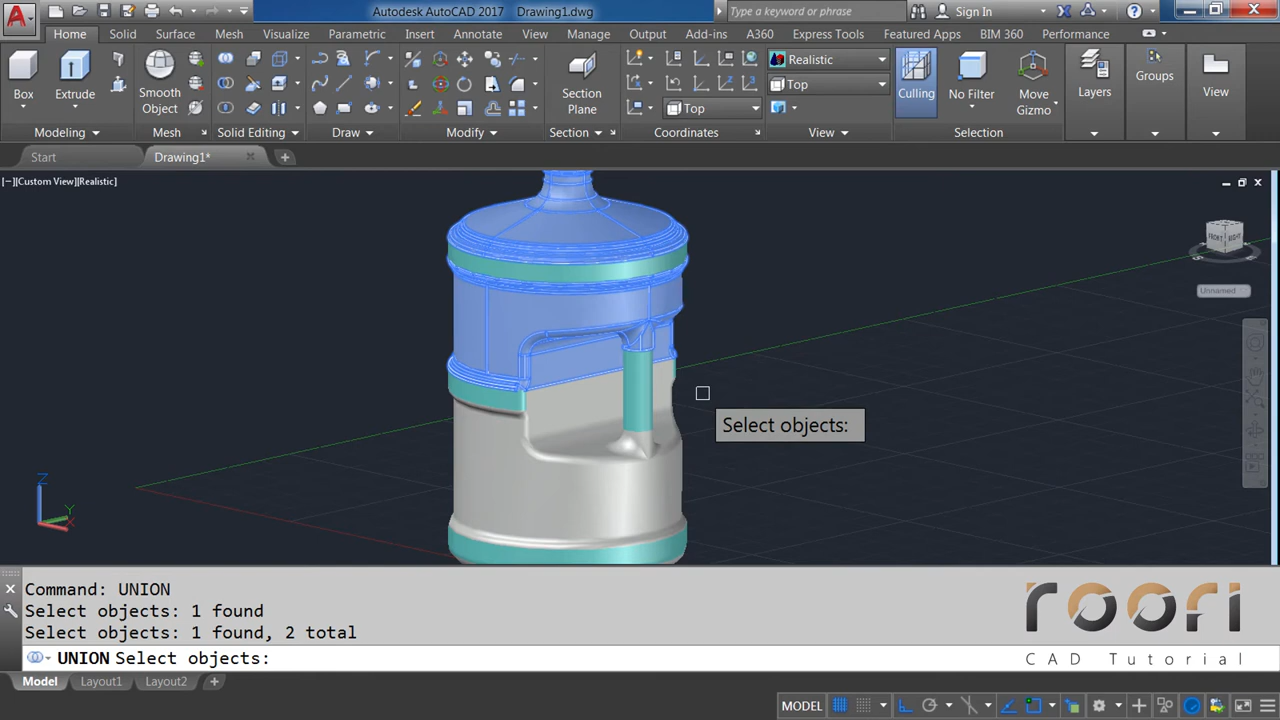 Autodesk AutoCAD 2017 Drawing1.dwg
Type a keyword or phrase
Sign In
Home Solid Surface Mesh Visualize Parametric Insert Annotate View Manage Output Add-ins A360 Express Tools Featured Apps BIM 360 Performance
Box
Extrude
Smooth Object
Section Plane
Top
Realistic
Top
Culling
No Filter
Move Gizmo
Layers
Groups
View
Modeling
Mesh
Solid Editing
Draw
Modify
Section
Coordinates
View
Selection
Start
Drawing1*
[−][Custom View][Realistic]
FRONT RIGHT
S
Unnamed
Select objects:
Z
Y
X
Command: UNION
Select objects: 1 found
Select objects: 1 found, 2 total
UNION Select objects:
roofi
CAD Tutorial
Model Layout1 Layout2
MODEL